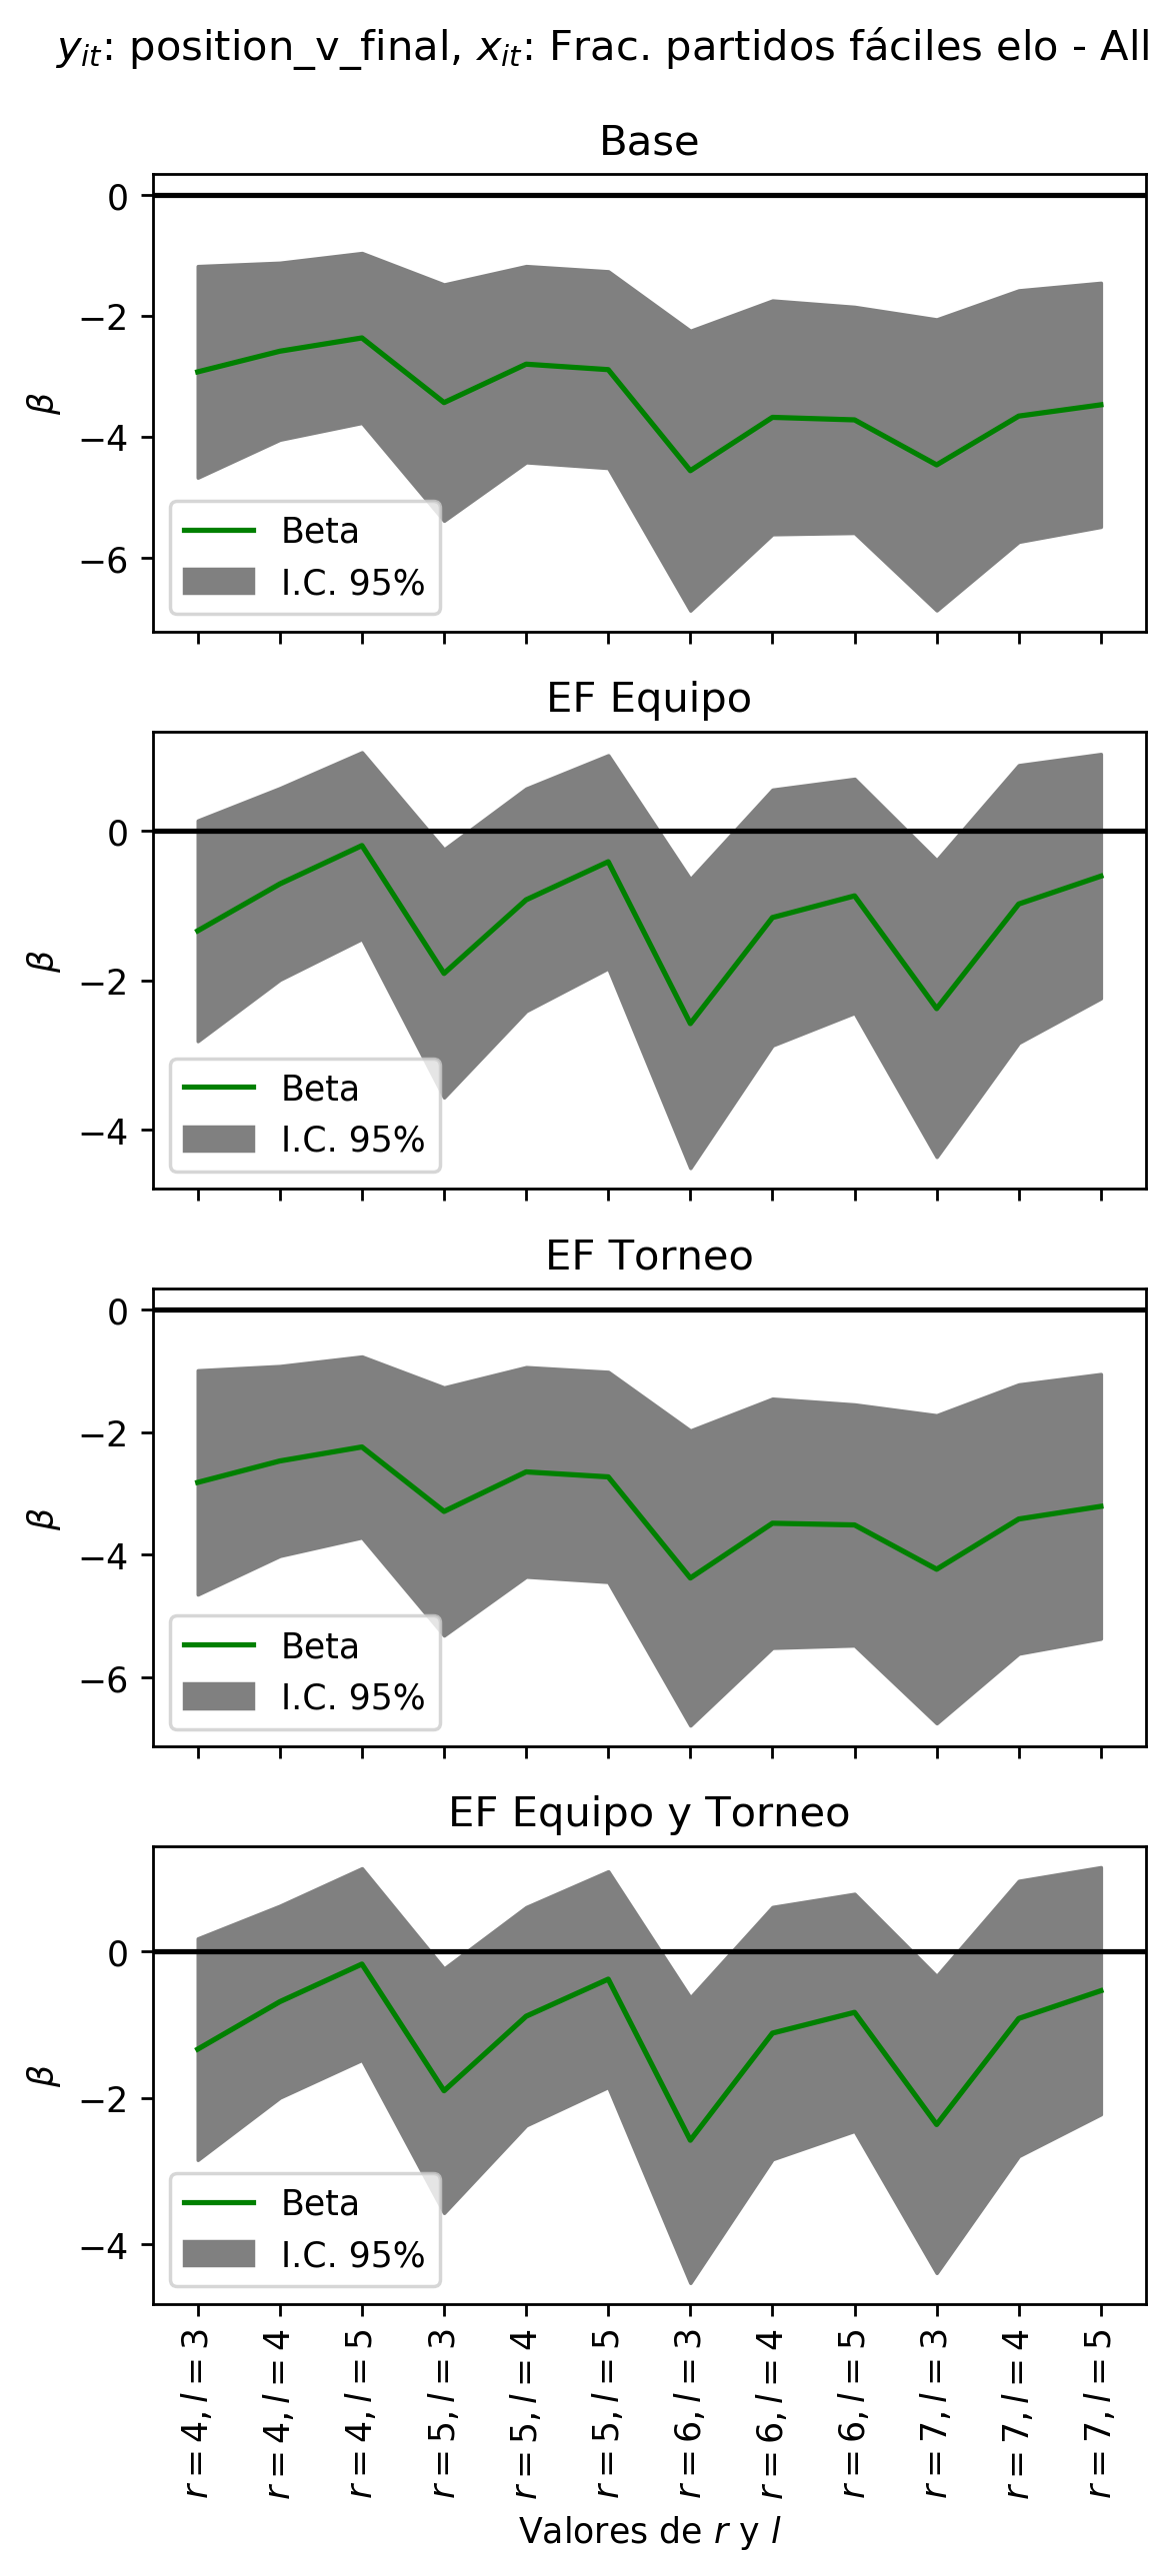 y_it: position_v_final, x_it: Frac. partidos fáciles elo - All
Base
0
−2
−4
−6
β
Beta
I.C. 95%
EF Equipo
0
−2
−4
β
Beta
I.C. 95%
EF Torneo
0
−2
−4
−6
β
Beta
I.C. 95%
EF Equipo y Torneo
0
−2
−4
β
Beta
I.C. 95%
r = 4, l = 3
r = 4, l = 4
r = 4, l = 5
r = 5, l = 3
r = 5, l = 4
r = 5, l = 5
r = 6, l = 3
r = 6, l = 4
r = 6, l = 5
r = 7, l = 3
r = 7, l = 4
r = 7, l = 5
Valores de r y l